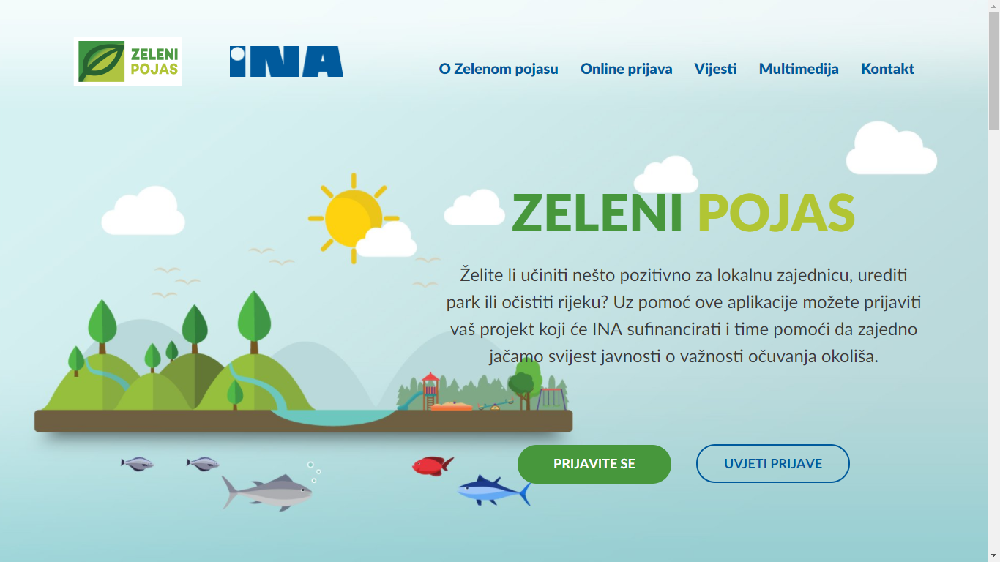 ZELENI
POJAS
INA
O Zelenom pojasu
Online prijava
Vijesti
Multimedija
Kontakt
ZELENI POJAS
Želite li učiniti nešto pozitivno za lokalnu zajednicu, urediti
park ili očistiti rijeku? Uz pomoć ove aplikacije možete prijaviti
vaš projekt koji će INA sufinancirati i time pomoći da zajedno
jačamo svijest javnosti o važnosti očuvanja okoliša.
PRIJAVITE SE
UVJETI PRIJAVE